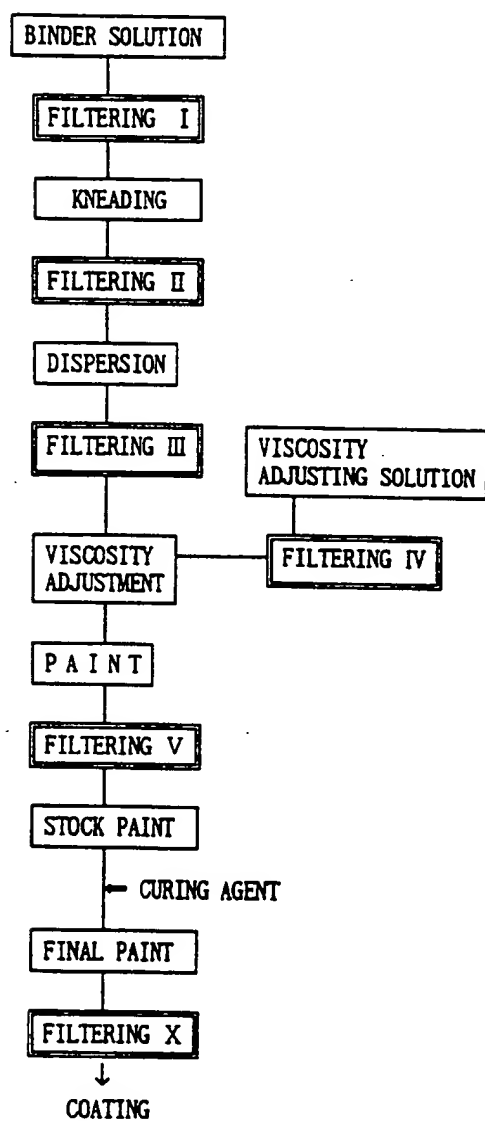 BINDER SOLUTION
FILTERING I
KNEADING
FILTERING II
DISPERSION
FILTERING III
VISCOSITY
ADJUSTING SOLUTION
FILTERING IV
VISCOSITY
ADJUSTMENT
PAINT
FILTERING V
STOCK PAINT
CURING AGENT
FINAL PAINT
FILTERING X
COATING